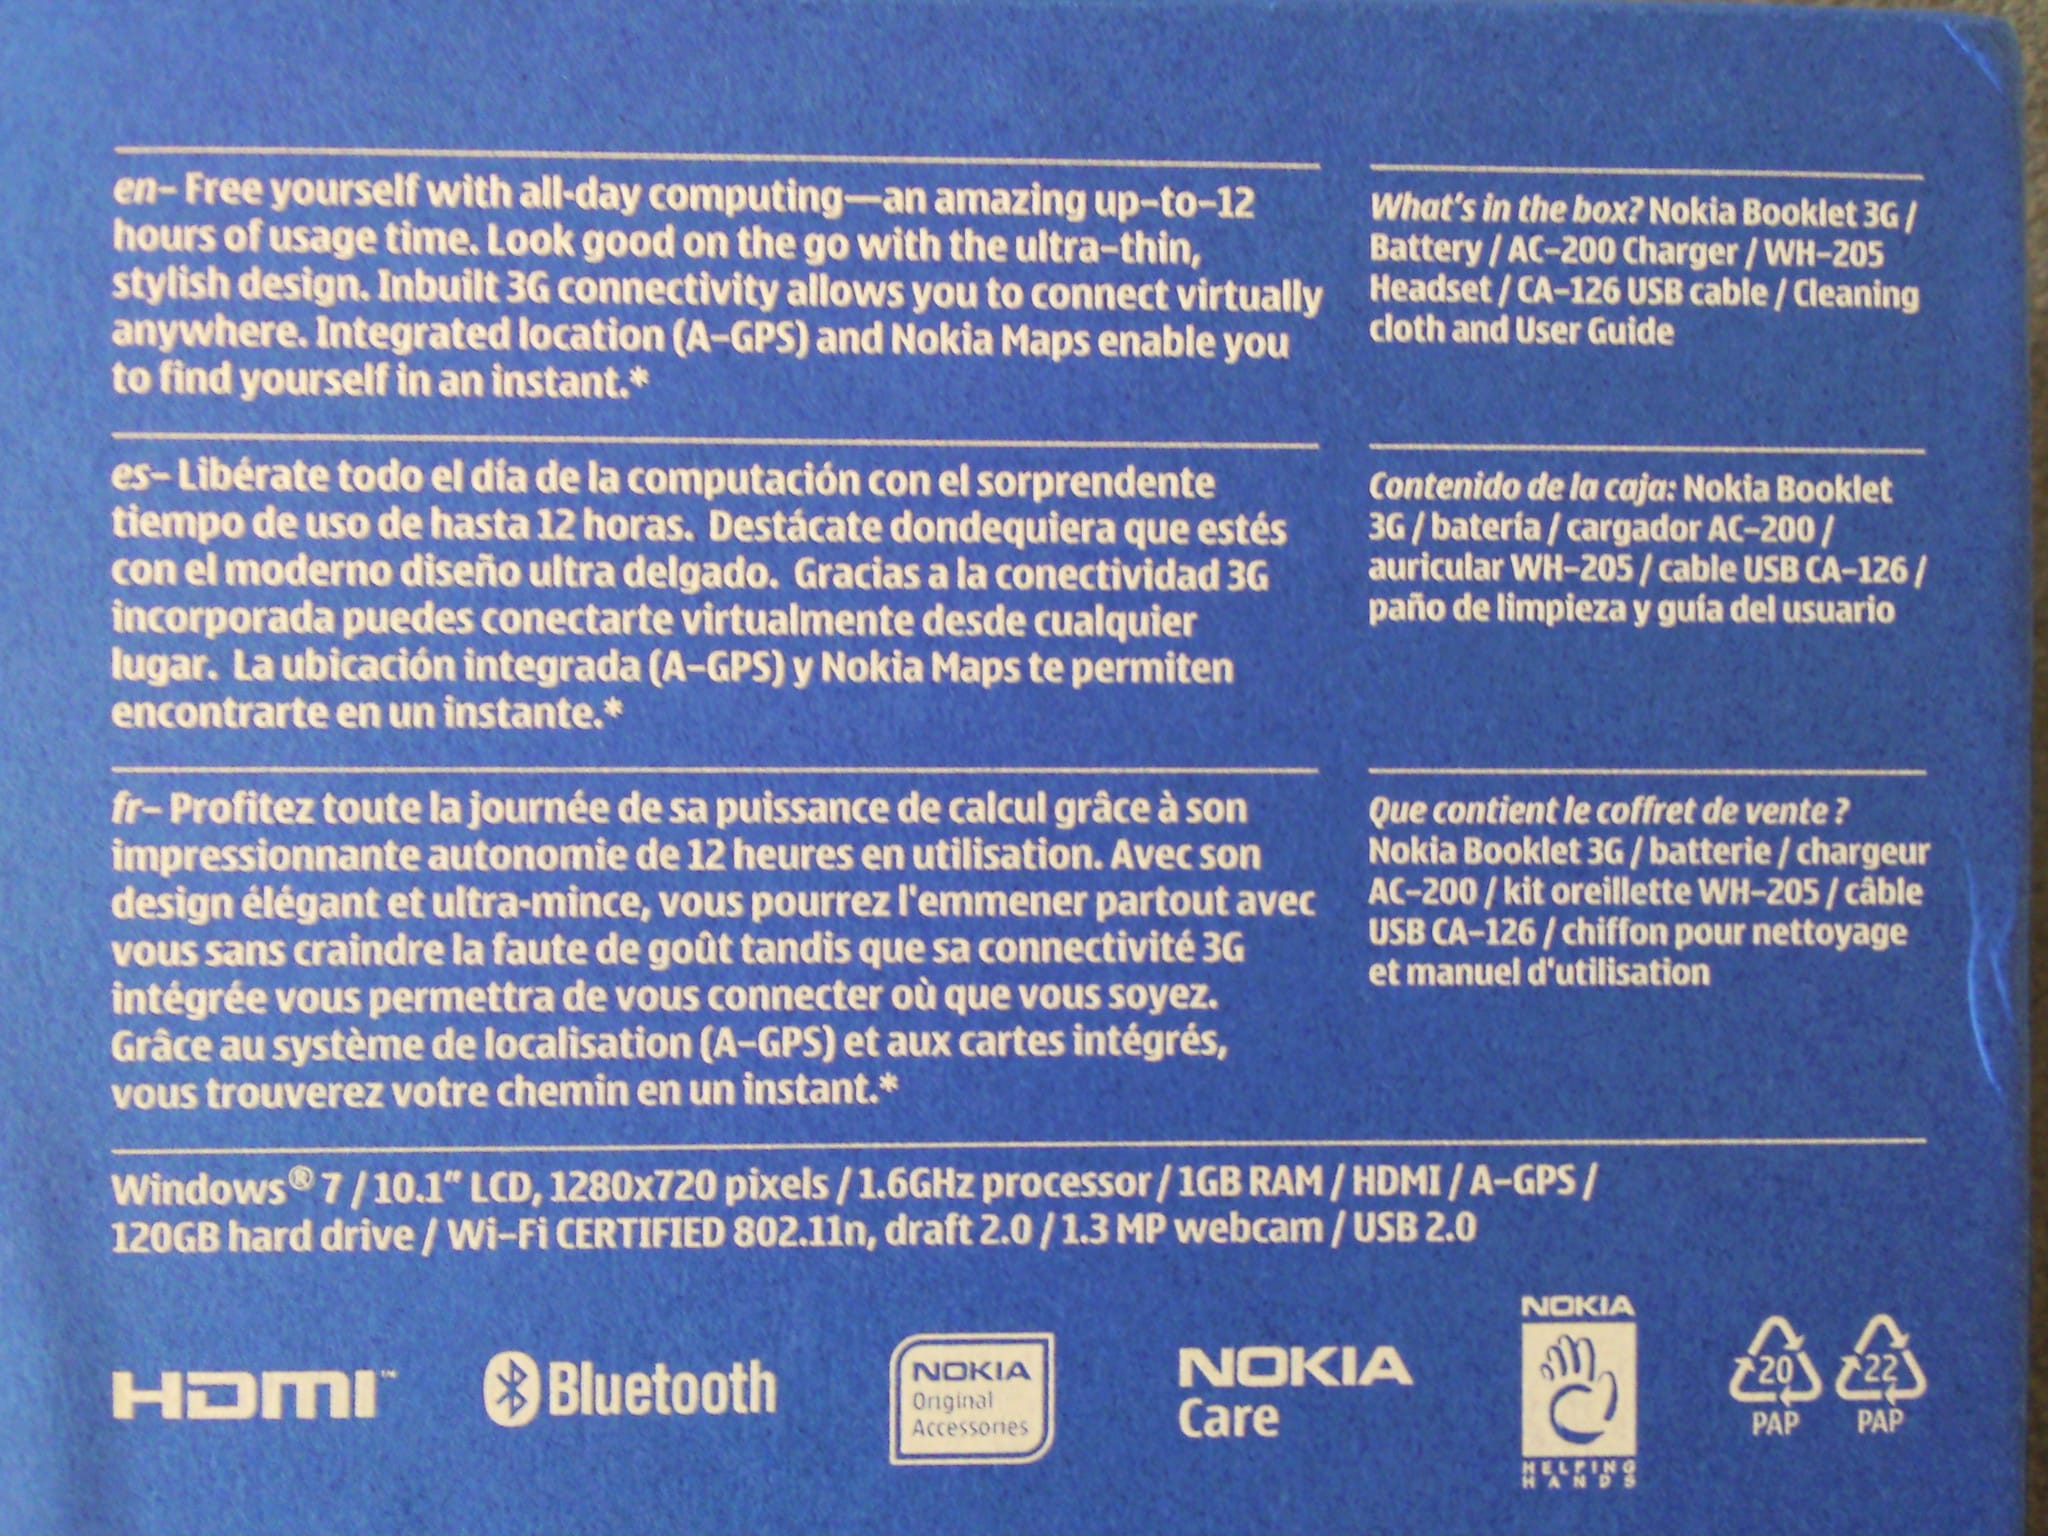 en– Free yourself with all-day computing—an amazing up-to-12
hours of usage time. Look good on the go with the ultra-thin,
stylish design. Inbuilt 3G connectivity allows you to connect virtually
anywhere. Integrated location (A-GPS) and Nokia Maps enable you
to find yourself in an instant.*
What's in the box? Nokia Booklet 3G /
Battery / AC-200 Charger / WH-205
Headset / CA-126 USB cable / Cleaning
cloth and User Guide
es– Libérate todo el día de la computación con el sorprendente
tiempo de uso de hasta 12 horas. Destácate dondequiera que estés
con el moderno diseño ultra delgado. Gracias a la conectividad 3G
incorporada puedes conectarte virtualmente desde cualquier
lugar. La ubicación integrada (A-GPS) y Nokia Maps te permiten
encontrarte en un instante.*
Contenido de la caja: Nokia Booklet
3G / batería / cargador AC-200 /
auricular WH-205 / cable USB CA-126 /
paño de limpieza y guía del usuario
fr– Profitez toute la journée de sa puissance de calcul grâce à son
impressionnante autonomie de 12 heures en utilisation. Avec son
design élégant et ultra-mince, vous pourrez l'emmener partout avec
vous sans craindre la faute de goût tandis que sa connectivité 3G
intégrée vous permettra de vous connecter où que vous soyez.
Grâce au système de localisation (A-GPS) et aux cartes intégrés,
vous trouverez votre chemin en un instant.*
Que contient le coffret de vente ?
Nokia Booklet 3G / batterie / chargeur
AC-200 / kit oreillette WH-205 / câble
USB CA-126 / chiffon pour nettoyage
et manuel d'utilisation
Windows® 7 / 10.1" LCD, 1280x720 pixels / 1.6GHz processor / 1GB RAM / HDMI / A-GPS /
120GB hard drive / Wi-Fi CERTIFIED 802.11n, draft 2.0 / 1.3 MP webcam / USB 2.0
HDMI™
Bluetooth
NOKIA
Original
Accessories
NOKIA
Care
NOKIA
HELPING
HANDS
20
PAP
22
PAP